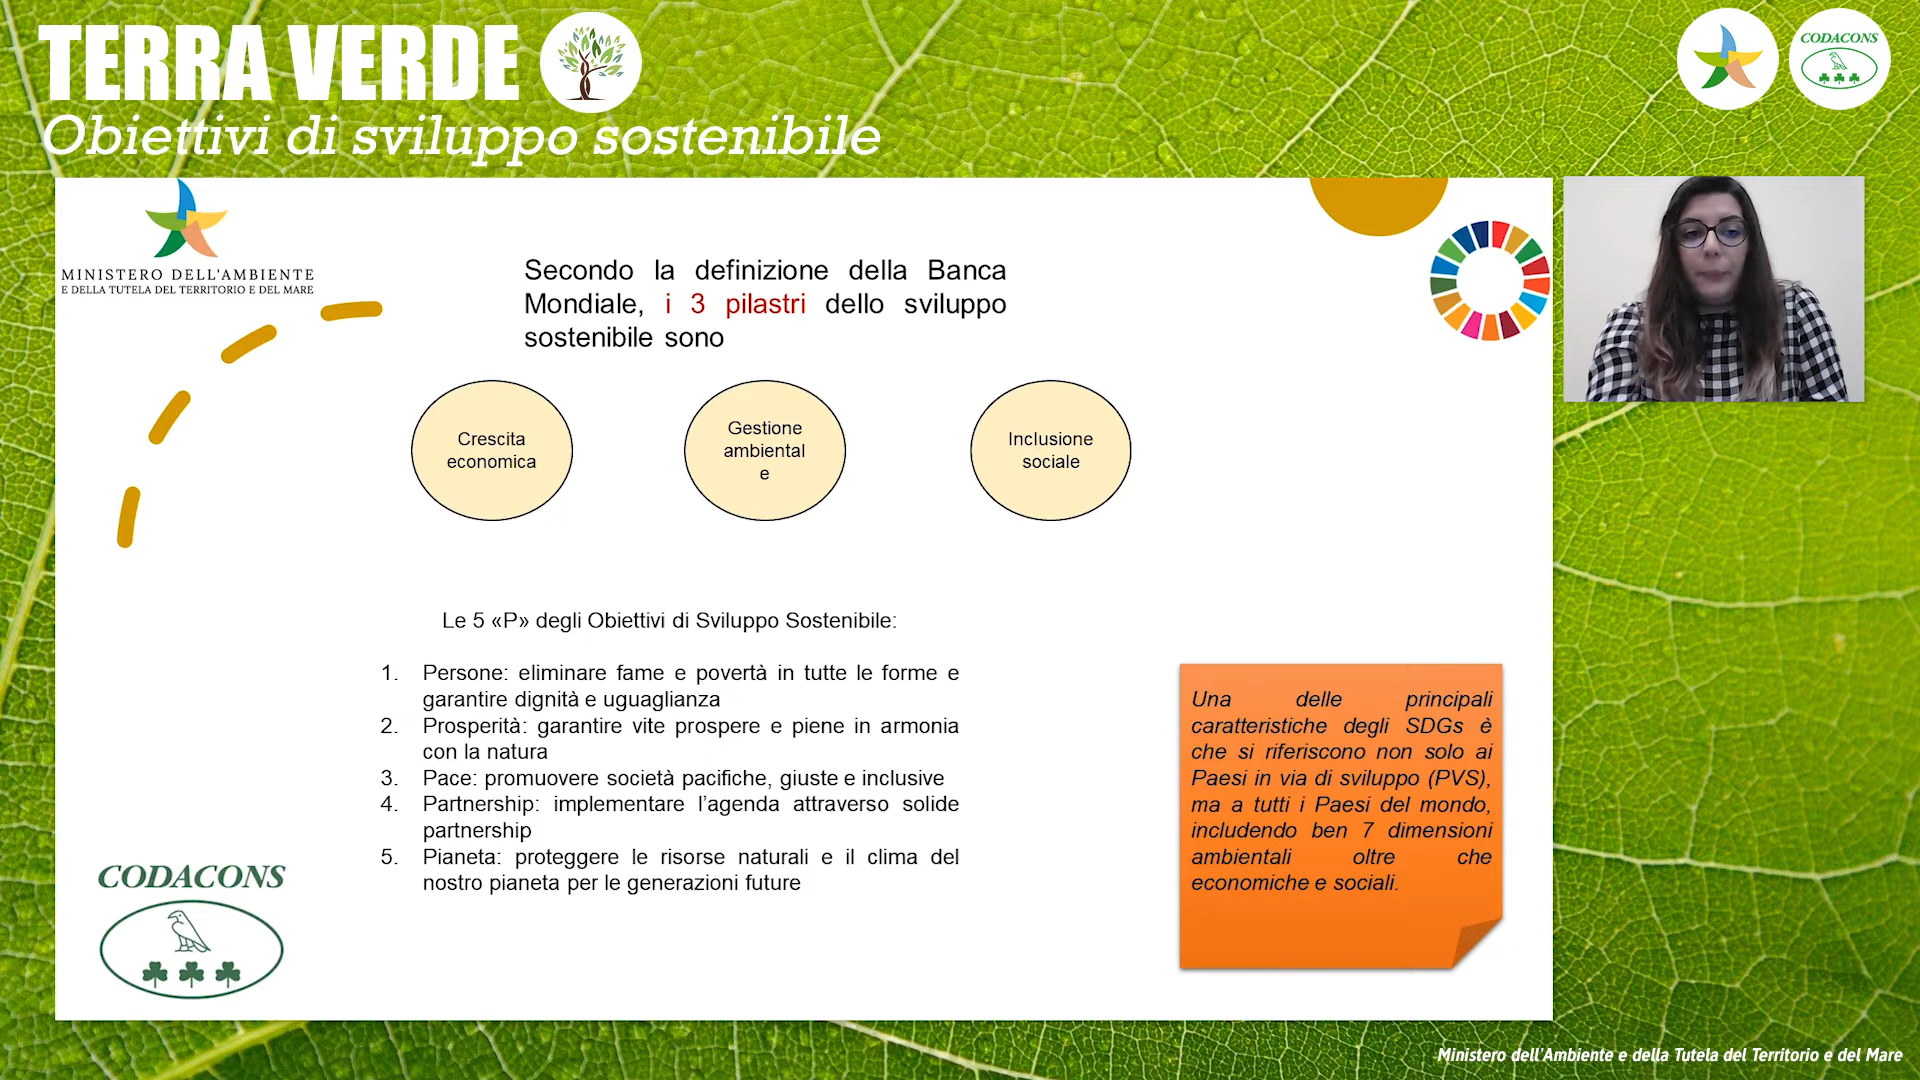 TERRA VERDE
Obiettivi di sviluppo sostenibile
CODACONS
MINISTERO DELL'AMBIENTE
E DELLA TUTELA DEL TERRITORIO E DEL MARE
Secondo la definizione della Banca
Mondiale, i 3 pilastri dello sviluppo
sostenibile sono
Crescita
economica
Gestione
ambiental
e
Inclusione
sociale
Le 5 «P» degli Obiettivi di Sviluppo Sostenibile:
1. Persone: eliminare fame e povertà in tutte le forme e
garantire dignità e uguaglianza
2. Prosperità: garantire vite prospere e piene in armonia
con la natura
3. Pace: promuovere società pacifiche, giuste e inclusive
4. Partnership: implementare l’agenda attraverso solide
partnership
5. Pianeta: proteggere le risorse naturali e il clima del
nostro pianeta per le generazioni future
Una delle principali
caratteristiche degli SDGs è
che si riferiscono non solo ai
Paesi in via di sviluppo (PVS),
ma a tutti i Paesi del mondo,
includendo ben 7 dimensioni
ambientali oltre che
economiche e sociali.
CODACONS
Ministero dell'Ambiente e della Tutela del Territorio e del Mare